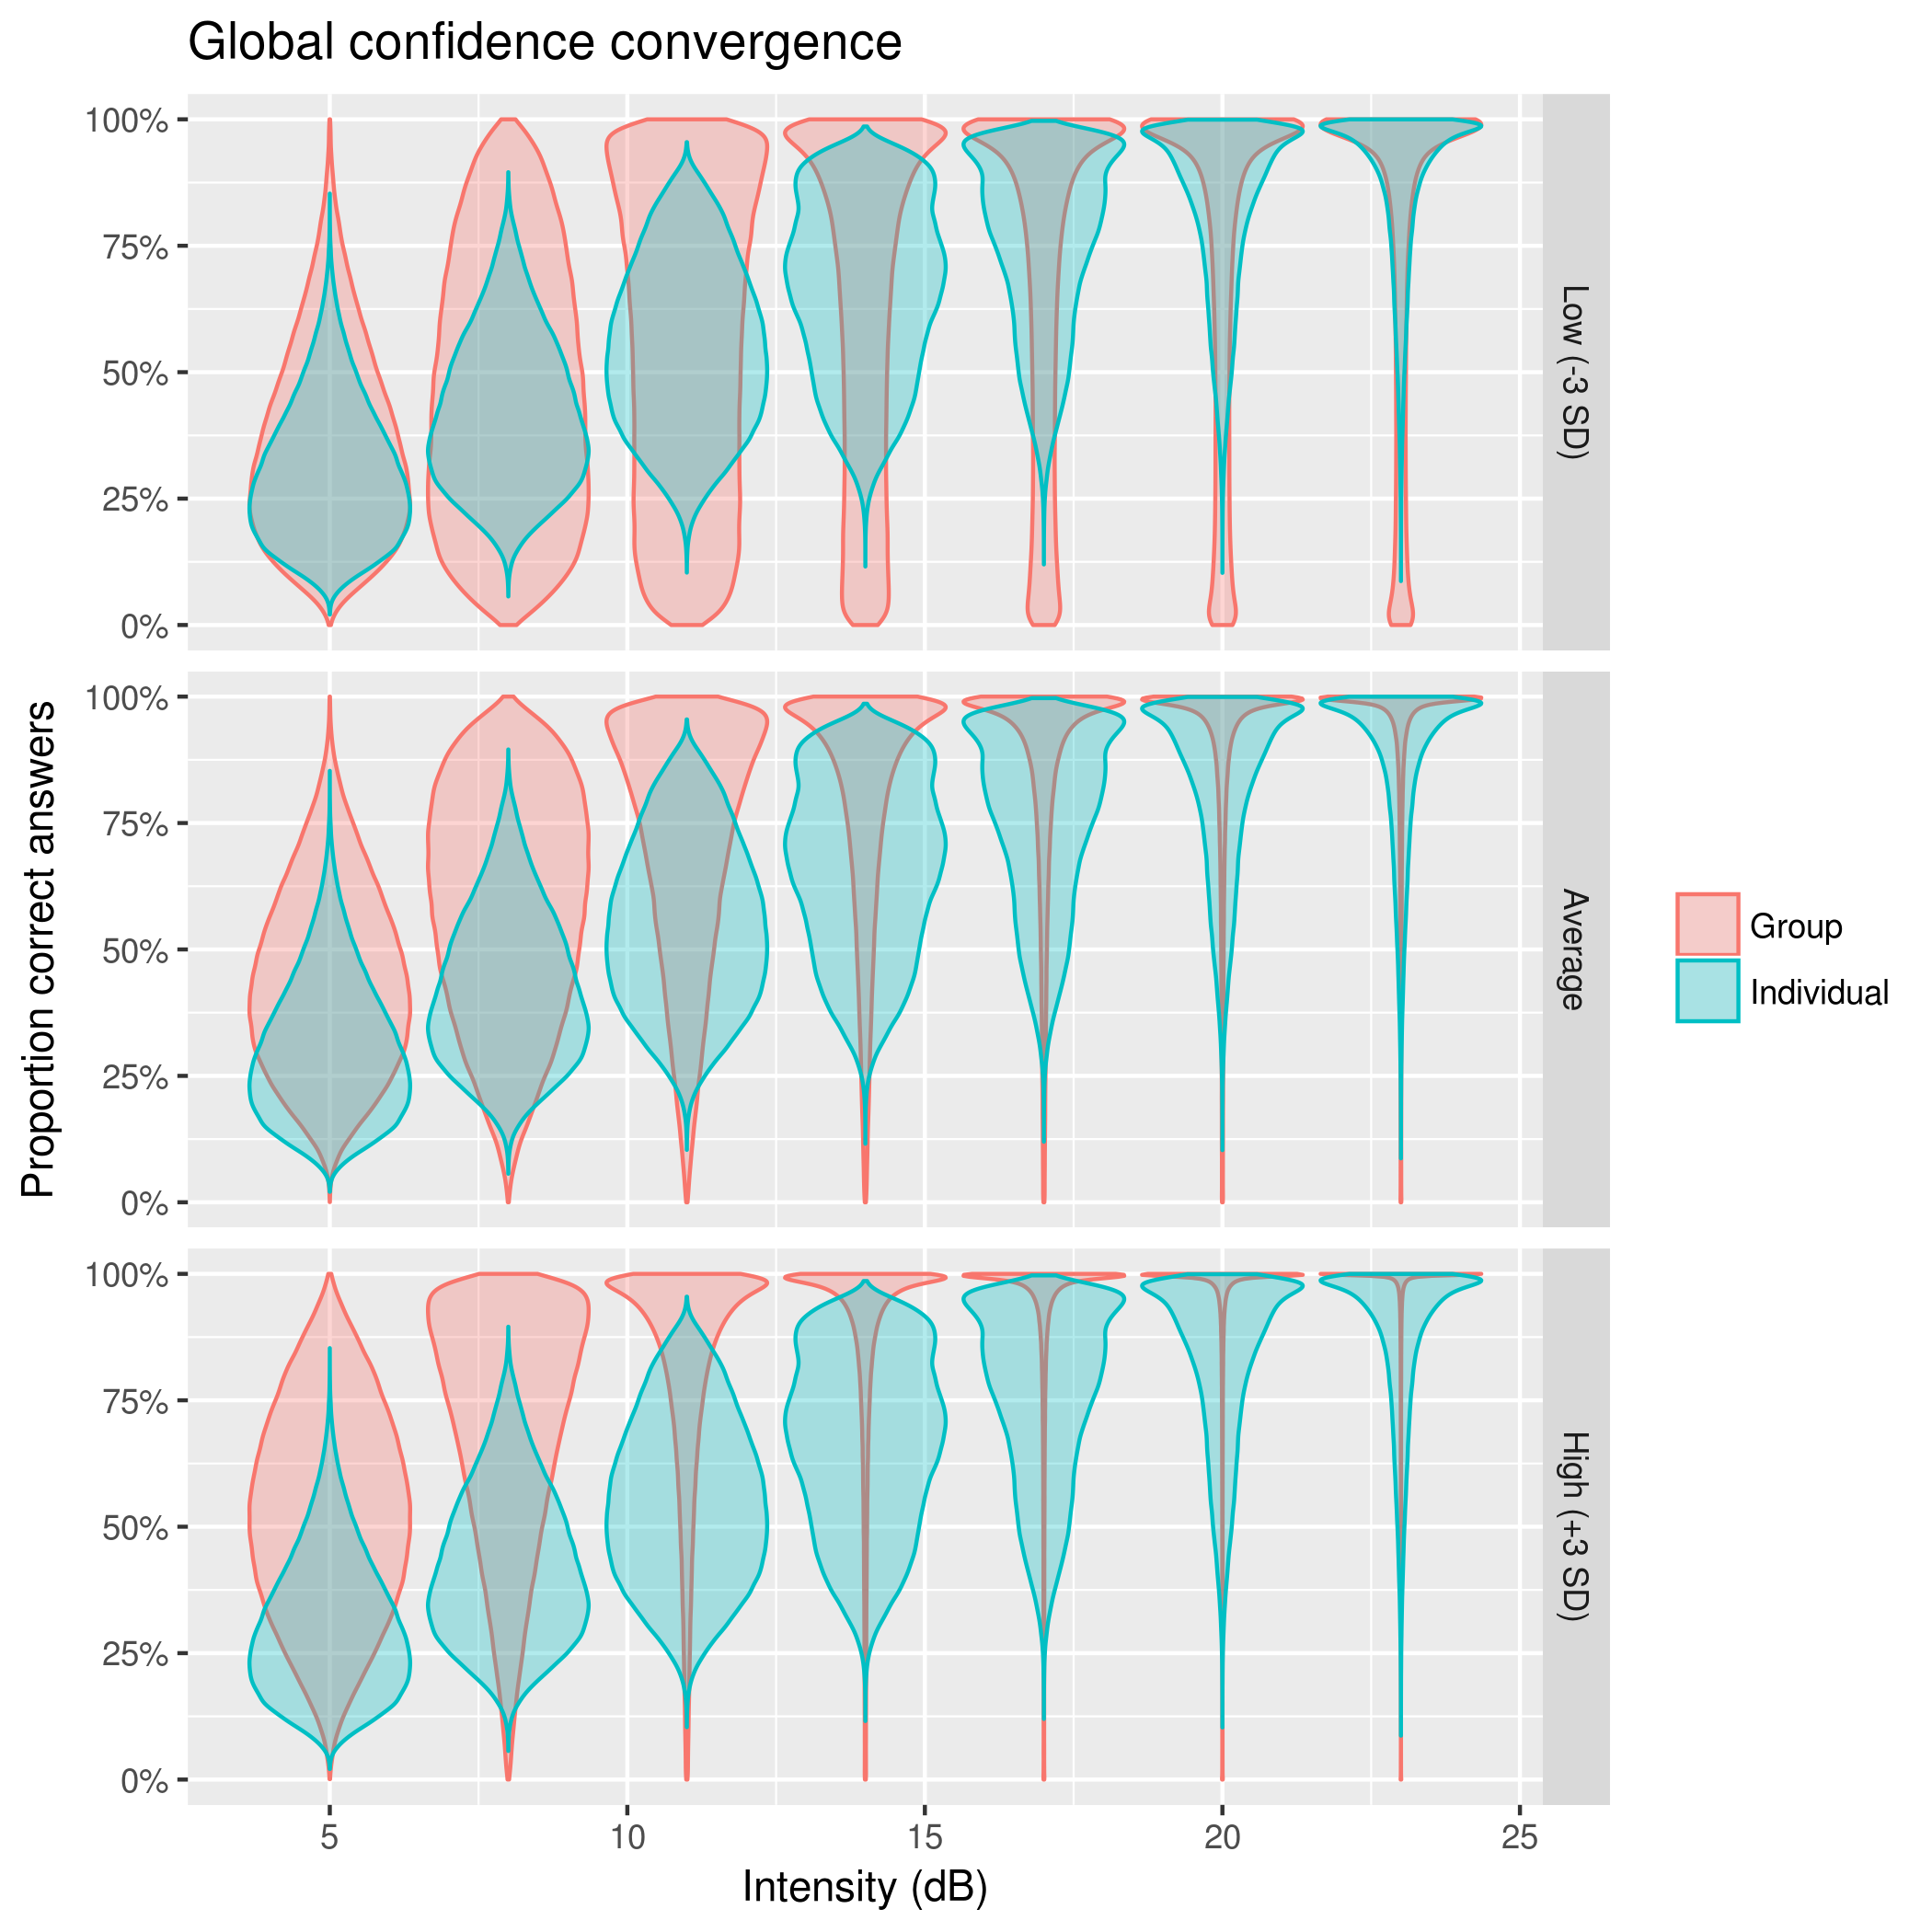 Global confidence convergence
Proportion correct answers
100%
75%
50%
25%
0%
Low (-3 SD)
100%
75%
50%
25%
0%
Average
100%
75%
50%
25%
0%
High (+3 SD)
5 10 15 20 25
Intensity (dB)
Group
Individual